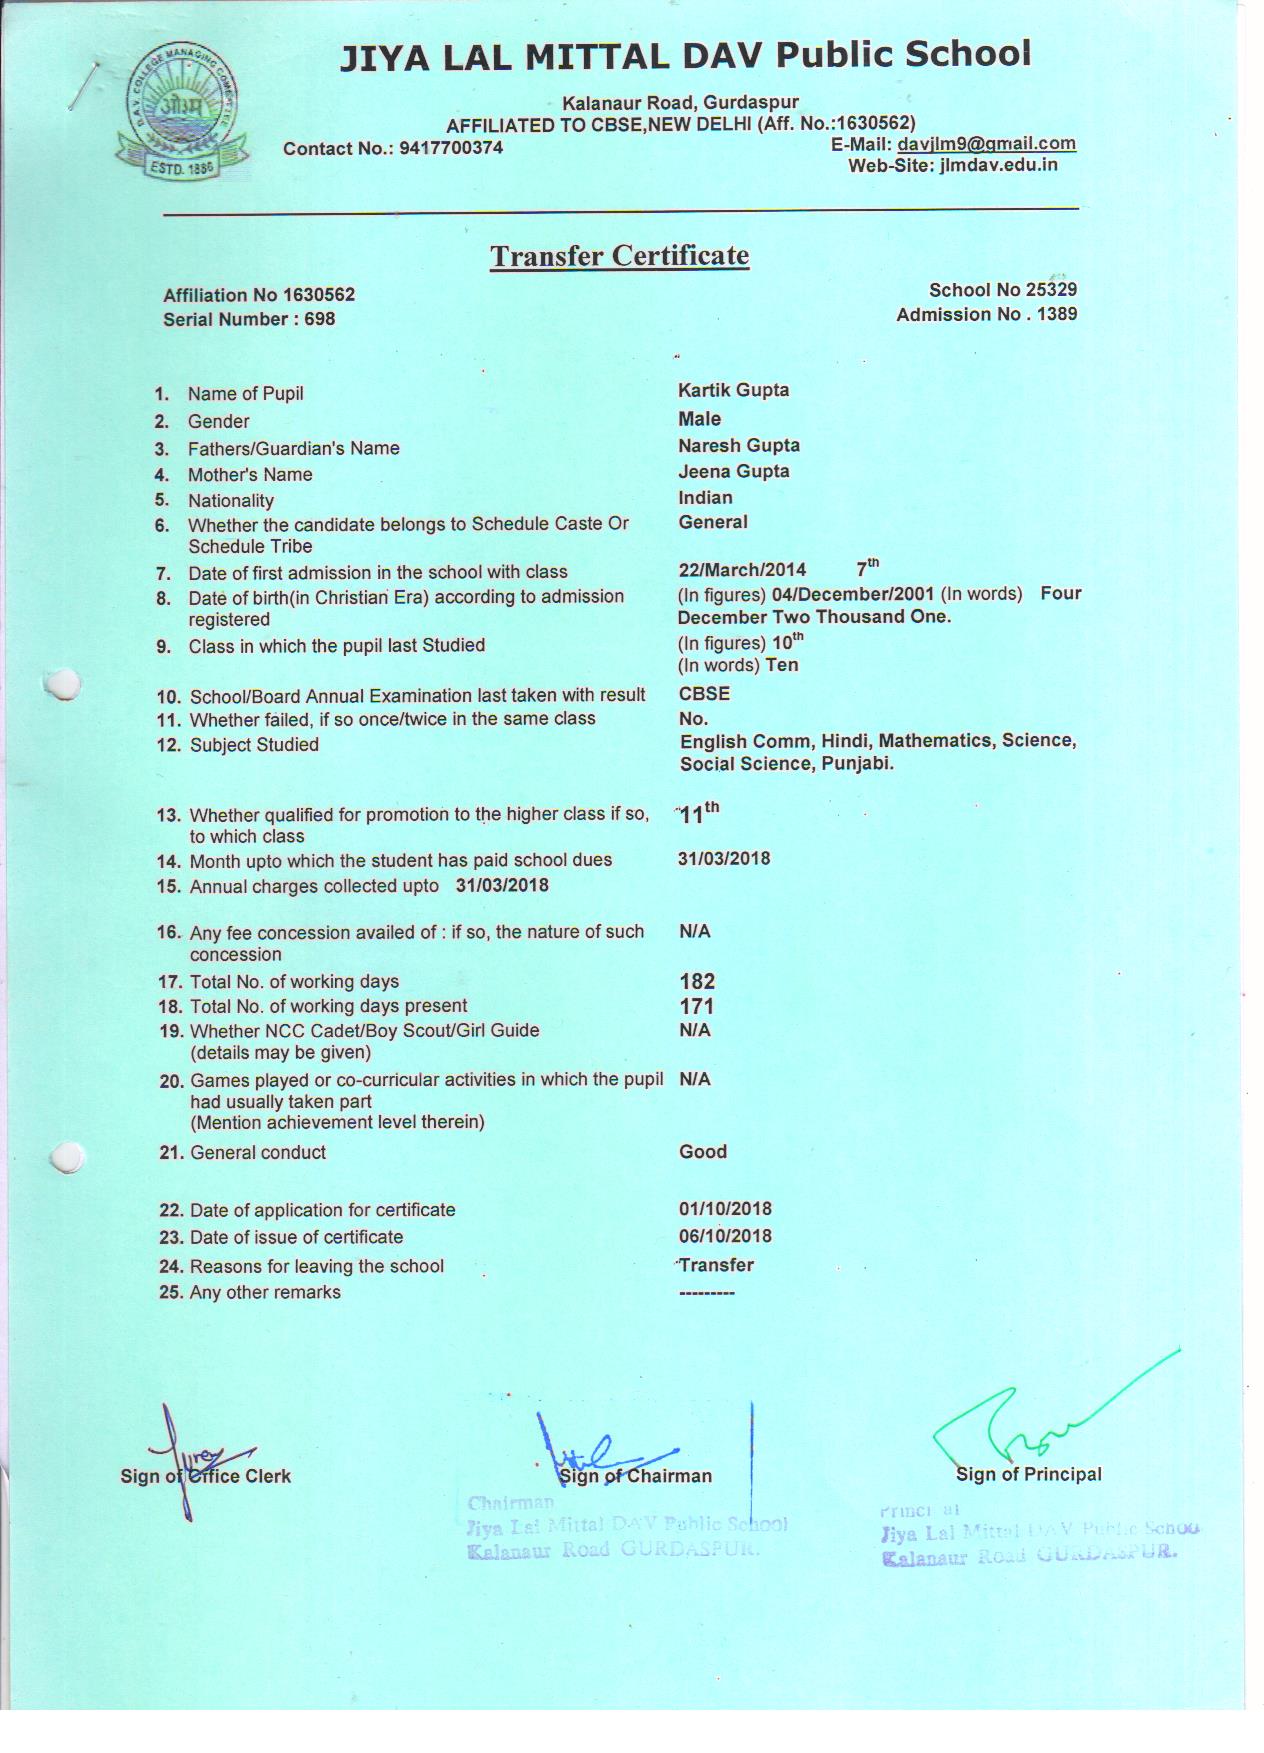 D.A.V. COLLEGE MANAGING COMMITTEE
ओ३म्
ESTD. 1886
JIYA LAL MITTAL DAV Public School
Kalanaur Road, Gurdaspur
AFFILIATED TO CBSE,NEW DELHI (Aff. No.:1630562)
Contact No.: 9417700374 E-Mail: davjlm9@gmail.com
Web-Site: jlmdav.edu.in
Transfer Certificate
Affiliation No 1630562 School No 25329
Serial Number : 698 Admission No . 1389
1. Name of Pupil Kartik Gupta
2. Gender Male
3. Fathers/Guardian's Name Naresh Gupta
4. Mother's Name Jeena Gupta
5. Nationality Indian
6. Whether the candidate belongs to Schedule Caste Or General
Schedule Tribe
7. Date of first admission in the school with class 22/March/2014 7th
8. Date of birth(in Christian Era) according to admission (In figures) 04/December/2001 (In words) Four
registered December Two Thousand One.
9. Class in which the pupil last Studied (In figures) 10th
(In words) Ten
10. School/Board Annual Examination last taken with result CBSE
11. Whether failed, if so once/twice in the same class No.
12. Subject Studied English Comm, Hindi, Mathematics, Science,
Social Science, Punjabi.
13. Whether qualified for promotion to the higher class if so, 11th
to which class
14. Month upto which the student has paid school dues 31/03/2018
15. Annual charges collected upto 31/03/2018
16. Any fee concession availed of : if so, the nature of such N/A
concession
17. Total No. of working days 182
18. Total No. of working days present 171
19. Whether NCC Cadet/Boy Scout/Girl Guide N/A
(details may be given)
20. Games played or co-curricular activities in which the pupil N/A
had usually taken part
(Mention achievement level therein)
21. General conduct Good
22. Date of application for certificate 01/10/2018
23. Date of issue of certificate 06/10/2018
24. Reasons for leaving the school Transfer
25. Any other remarks ---------
Sign of Office Clerk Sign of Chairman Sign of Principal
Chairman
Jiya Lal Mittal DAV Public School
Kalanaur Road GURDASPUR.
Principal
Jiya Lal Mittal DAV Public Schoo
Kalanaur Road GURDASPUR.